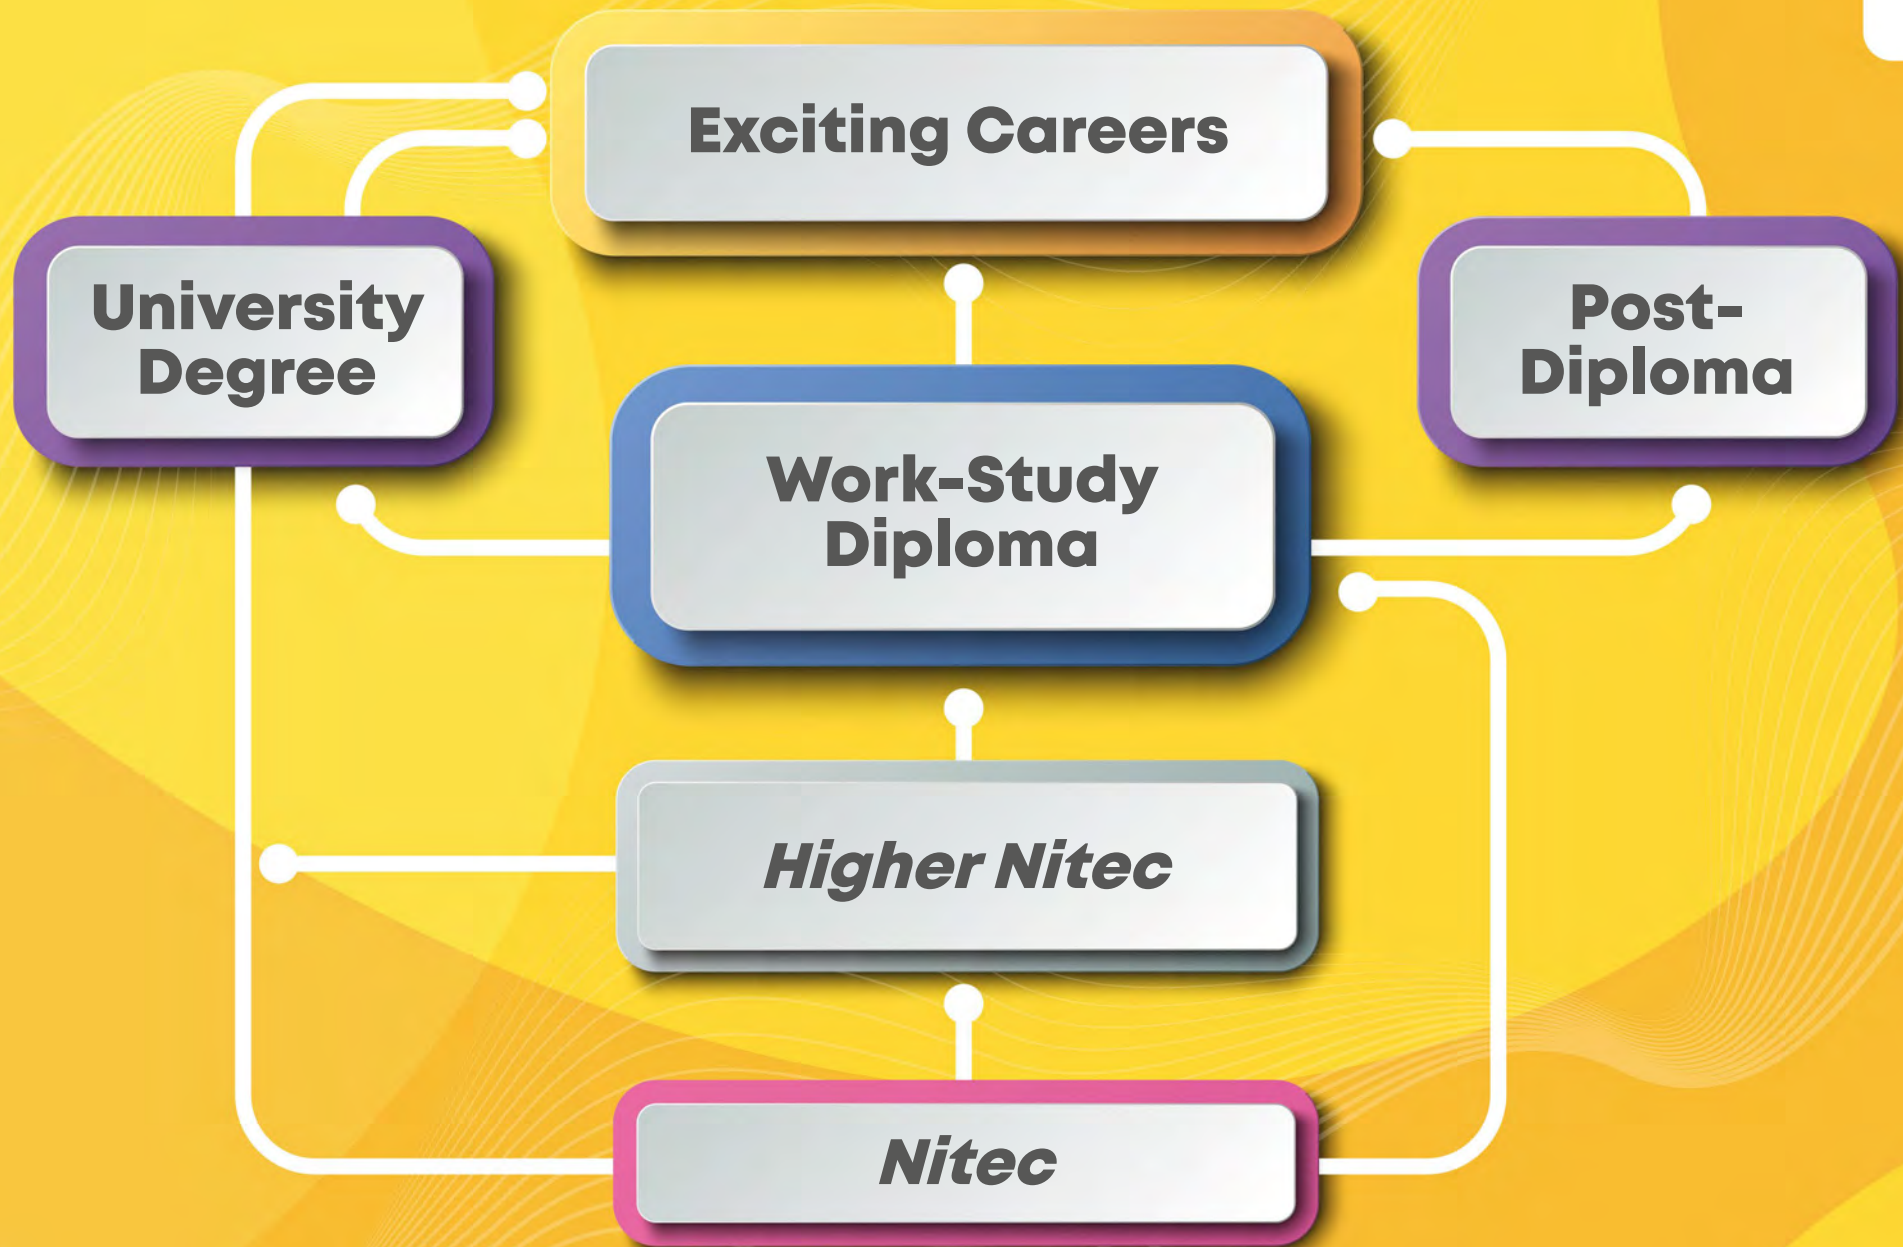 Exciting Careers
University
Degree
Post-
Diploma
Work-Study
Diploma
Higher Nitec
Nitec